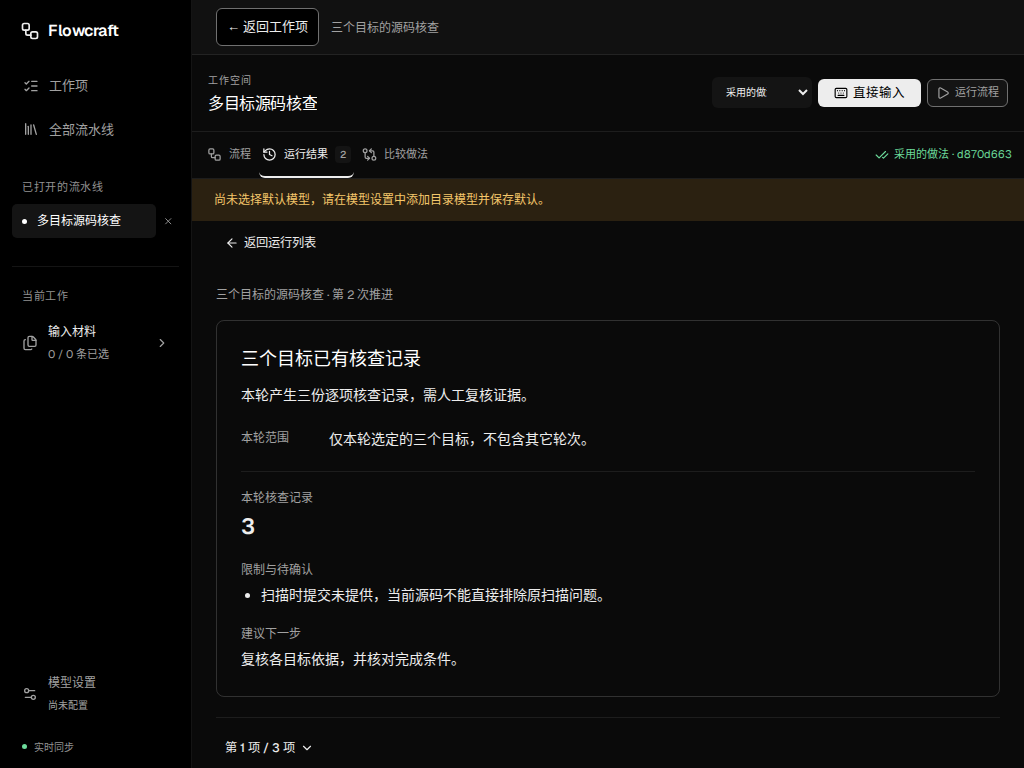 Flowcraft
工作项
全部流水线
已打开的流水线
多目标源码核查
当前工作
输入材料
0 / 0 条已选
模型设置
尚未配置
实时同步
← 返回工作项
三个目标的源码核查
工作空间
多目标源码核查
采用的做
直接输入
运行流程
流程
运行结果 2
比较做法
采用的做法 · d870d663
尚未选择默认模型，请在模型设置中添加目录模型并保存默认。
返回运行列表
三个目标的源码核查 · 第 2 次推进
三个目标已有核查记录
本轮产生三份逐项核查记录，需人工复核证据。
本轮范围 仅本轮选定的三个目标，不包含其它轮次。
本轮核查记录
3
限制与待确认
• 扫描时提交未提供，当前源码不能直接排除原扫描问题。
建议下一步
复核各目标依据，并核对完成条件。
第 1 项 / 3 项